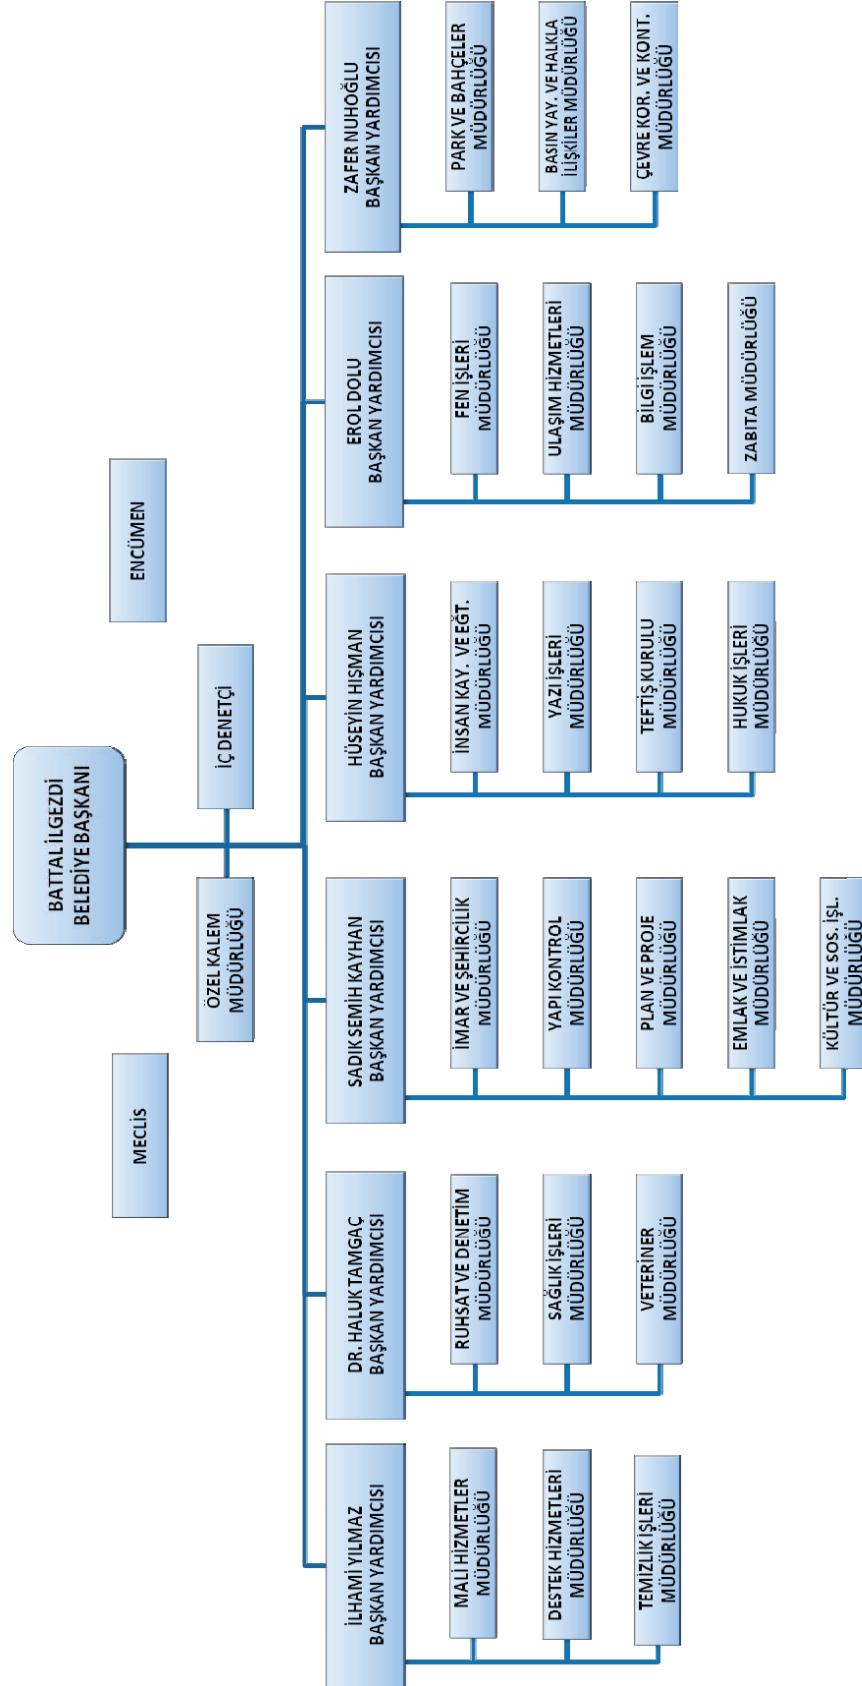 BATTAL İLGEZDİ
BELEDİYE BAŞKANI
MECLİS
ENCÜMEN
ÖZEL KALEM
MÜDÜRLÜĞÜ
İÇ DENETÇİ
İLHAMİ YILMAZ
BAŞKAN YARDIMCISI
MALİ HİZMETLER
MÜDÜRLÜĞÜ
DESTEK HİZMETLERİ
MÜDÜRLÜĞÜ
TEMİZLİK İŞLERİ
MÜDÜRLÜĞÜ
DR. HALUK TAMGAÇ
BAŞKAN YARDIMCISI
RUHSAT VE DENETİM
MÜDÜRLÜĞÜ
SAĞLIK İŞLERİ
MÜDÜRLÜĞÜ
VETERİNER
MÜDÜRLÜĞÜ
SADIK SEMİH KAYHAN
BAŞKAN YARDIMCISI
İMAR VE ŞEHİRCİLİK
MÜDÜRLÜĞÜ
YAPI KONTROL
MÜDÜRLÜĞÜ
PLAN VE PROJE
MÜDÜRLÜĞÜ
EMLAK VE İSTİMLAK
MÜDÜRLÜĞÜ
KÜLTÜR VE SOS. İŞL.
MÜDÜRLÜĞÜ
HÜSEYİN HIŞMAN
BAŞKAN YARDIMCISI
İNSAN KAY. VE EĞT.
MÜDÜRLÜĞÜ
YAZI İŞLERİ
MÜDÜRLÜĞÜ
TEFTİŞ KURULU
MÜDÜRLÜĞÜ
HUKUK İŞLERİ
MÜDÜRLÜĞÜ
EROL DOLU
BAŞKAN YARDIMCISI
FEN İŞLERİ
MÜDÜRLÜĞÜ
ULAŞIM HİZMETLERİ
MÜDÜRLÜĞÜ
BİLGİ İŞLEM
MÜDÜRLÜĞÜ
ZABITA MÜDÜRLÜĞÜ
ZAFER NUHOĞLU
BAŞKAN YARDIMCISI
PARK VE BAHÇELER
MÜDÜRLÜĞÜ
BASIN YAY. VE HALKLA
İLİŞKİLER MÜDÜRLÜĞÜ
ÇEVRE KOR. VE KONT.
MÜDÜRLÜĞÜ